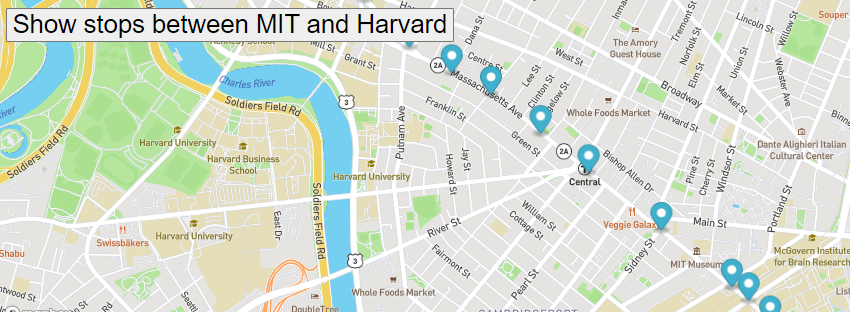 Show stops between MIT and Harvard
Mill St
Grant St
Dana St
Centre St
2A
Massachusetts Ave
West St
Lee St
Clinton St
The Amory
Guest House
Tremont St
Norfolk St
Elm St
Lincoln St
Willow St
Souper
Union St
Webster Ave
Broadway
Market St
Harvard St
Whole Foods Market
Charles River
Soldiers Field Rd
3
Franklin St
Putnam Ave
Green St
Jay St
Howard St
2A
Central
Bishop Allen Dr
Dante Alighieri Italian
Cultural Center
Pine St
Cherry St
Windsor St
Portland St
Soldiers Field Rd
Harvard University
Harvard Business
School
Harvard University
Soldiers Field Rd
East Dr
Harvard University
Swissbäkers
Shabu
River St
William St
Cottage St
Fairmont St
Pearl St
Veggie Galaxy
Main St
Sidney St
MIT Museum
McGovern Institute
for Brain Research
3
Whole Foods Market
DoubleTree
Seattle
CAMBRIDGEPORT